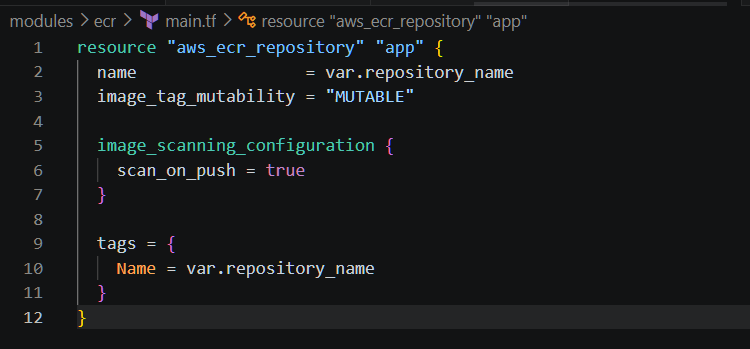 modules > ecr > main.tf > resource "aws_ecr_repository" "app"
1 resource "aws_ecr_repository" "app" {
2   name                 = var.repository_name
3   image_tag_mutability = "MUTABLE"
4
5   image_scanning_configuration {
6     scan_on_push = true
7   }
8
9   tags = {
10     Name = var.repository_name
11   }
12 }